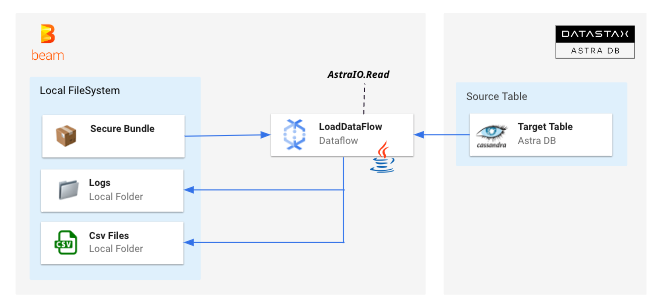 beam
Local FileSystem
Secure Bundle
Logs
Local Folder
CSV
Csv Files
Local Folder
AstraIO.Read
LoadDataFlow
Dataflow
DATASTAX
ASTRA DB
Source Table
cassandra
Target Table
Astra DB